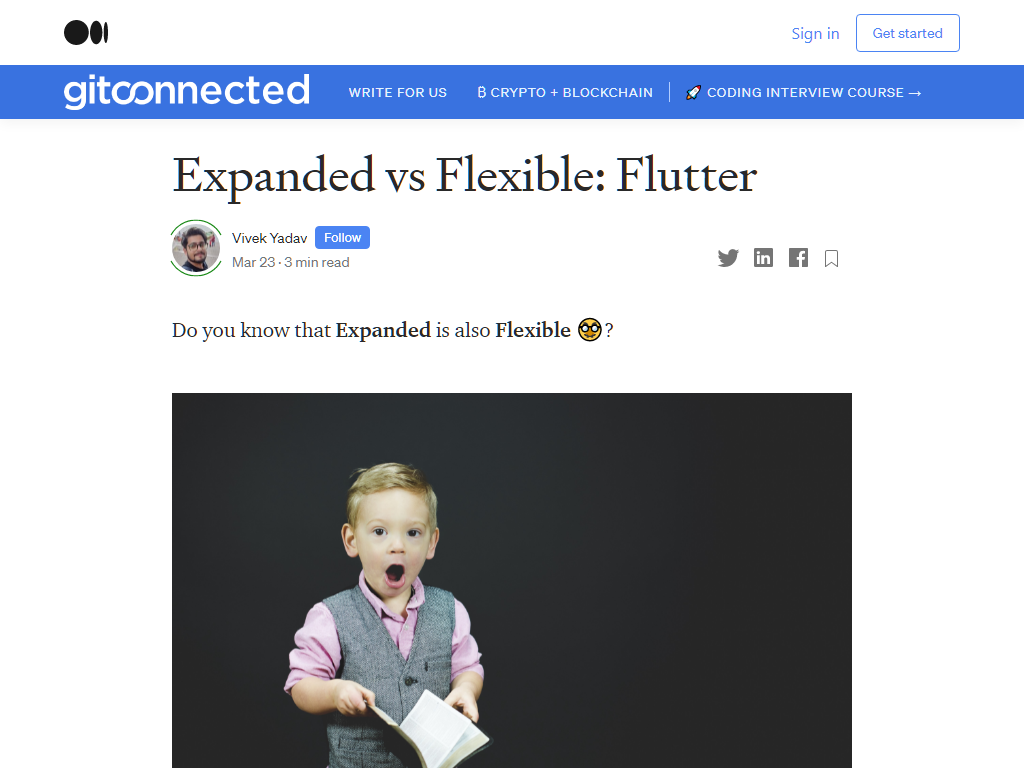 Sign in
Get started
gitconnected
WRITE FOR US
₿ CRYPTO + BLOCKCHAIN
🚀 CODING INTERVIEW COURSE →
Expanded vs Flexible: Flutter
Vivek Yadav
Follow
Mar 23 · 3 min read
Do you know that Expanded is also Flexible 🥸?